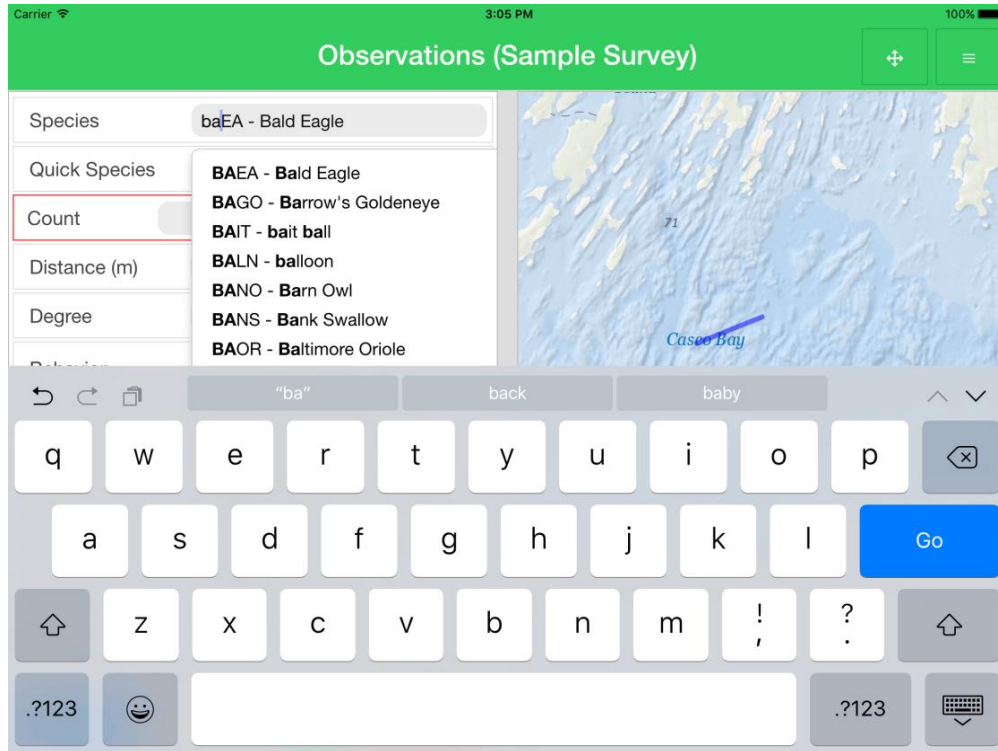 Carrier 3:05 PM 100%
Observations (Sample Survey)
Species baEA - Bald Eagle
Quick Species
BAEA - Bald Eagle
BAGO - Barrow's Goldeneye
Count
BAIT - bait ball
BALN - balloon
Distance (m)
BANO - Barn Owl
Degree
BANS - Bank Swallow
BAOR - Baltimore Oriole
71
Casco Bay
"ba" back baby
q w e r t y u i o p
a s d f g h j k l Go
z x c v b n m ! , ? .
.?123 .?123